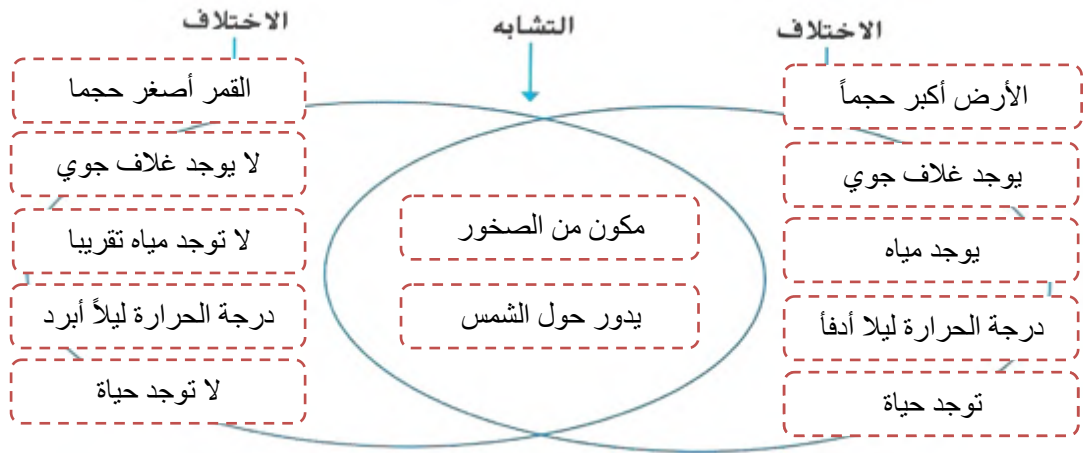 الاختلاف
التشابه
الاختلاف
الأرض أكبر حجماً
يوجد غلاف جوي
يوجد مياه
درجة الحرارة ليلا أدفأ
توجد حياة
مكون من الصخور
يدور حول الشمس
القمر أصغر حجما
لا يوجد غلاف جوي
لا توجد مياه تقريبا
درجة الحرارة ليلاً أبرد
لا توجد حياة